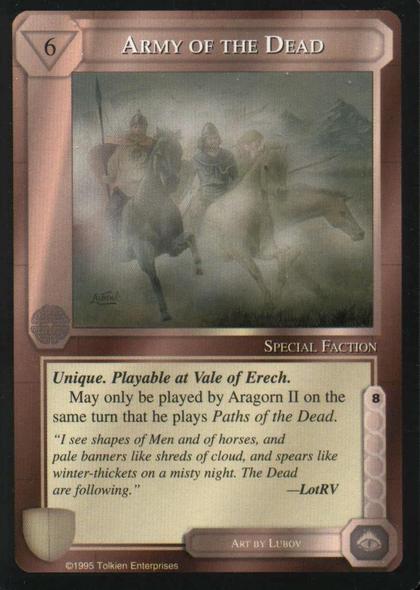 6
ARMY OF THE DEAD
Lubov
SPECIAL FACTION
Unique. Playable at Vale of Erech.
May only be played by Aragorn II on the
same turn that he plays Paths of the Dead.
8
“I see shapes of Men and of horses, and
pale banners like shreds of cloud, and spears like
winter-thickets on a misty night. The Dead
are following.” —LotRV
ART BY LUBOV
©1995 Tolkien Enterprises